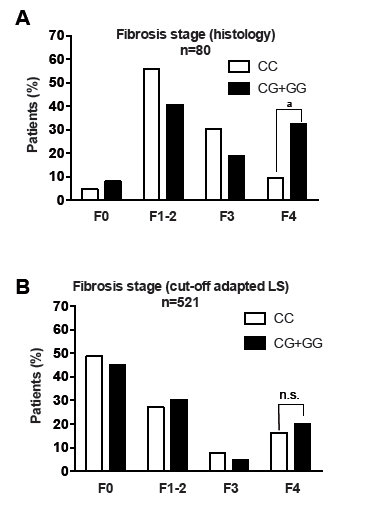 A
Fibrosis stage (histology)
n=80
CC
CG+GG
a
Patients (%)
70
60
50
40
30
20
10
0
F0 F1-2 F3 F4
B
Fibrosis stage (cut-off adapted LS)
n=521
CC
CG+GG
n.s.
Patients (%)
70
60
50
40
30
20
10
0
F0 F1-2 F3 F4